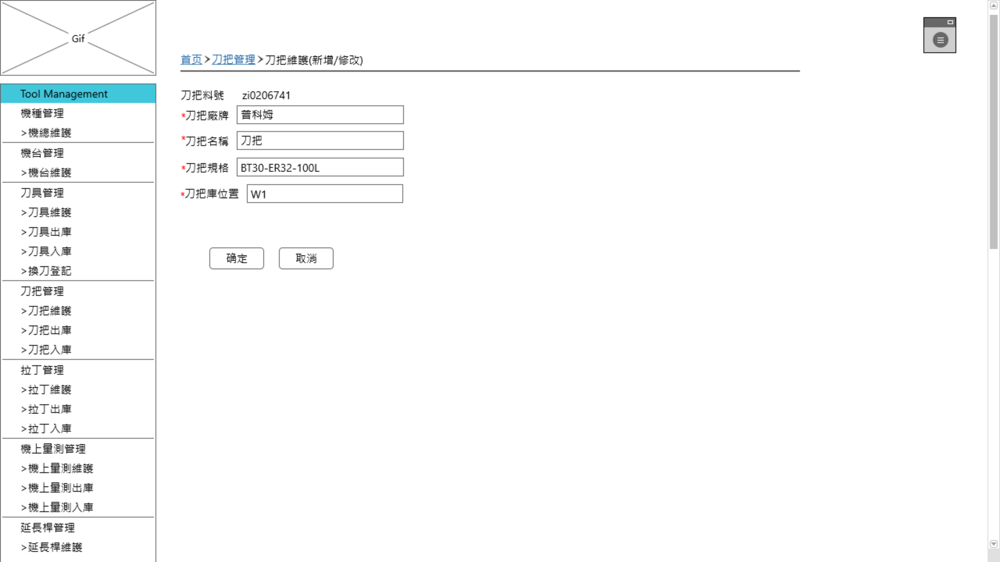 Gif
Tool Management
機種管理
>機總維護
機台管理
>機台維護
刀具管理
>刀具維護
>刀具出庫
>刀具入庫
>換刀登記
刀把管理
>刀把維護
>刀把出庫
>刀把入庫
拉丁管理
>拉丁維護
>拉丁出庫
>拉丁入庫
機上量測管理
>機上量測維護
>機上量測出庫
>機上量測入庫
延長桿管理
>延長桿維護
首页>刀把管理>刀把維護(新增/修改)
刀把料號 zi0206741
*刀把廠牌 普科姆
*刀把名稱 刀把
*刀把規格 BT30-ER32-100L
*刀把庫位置 W1
确定 取消